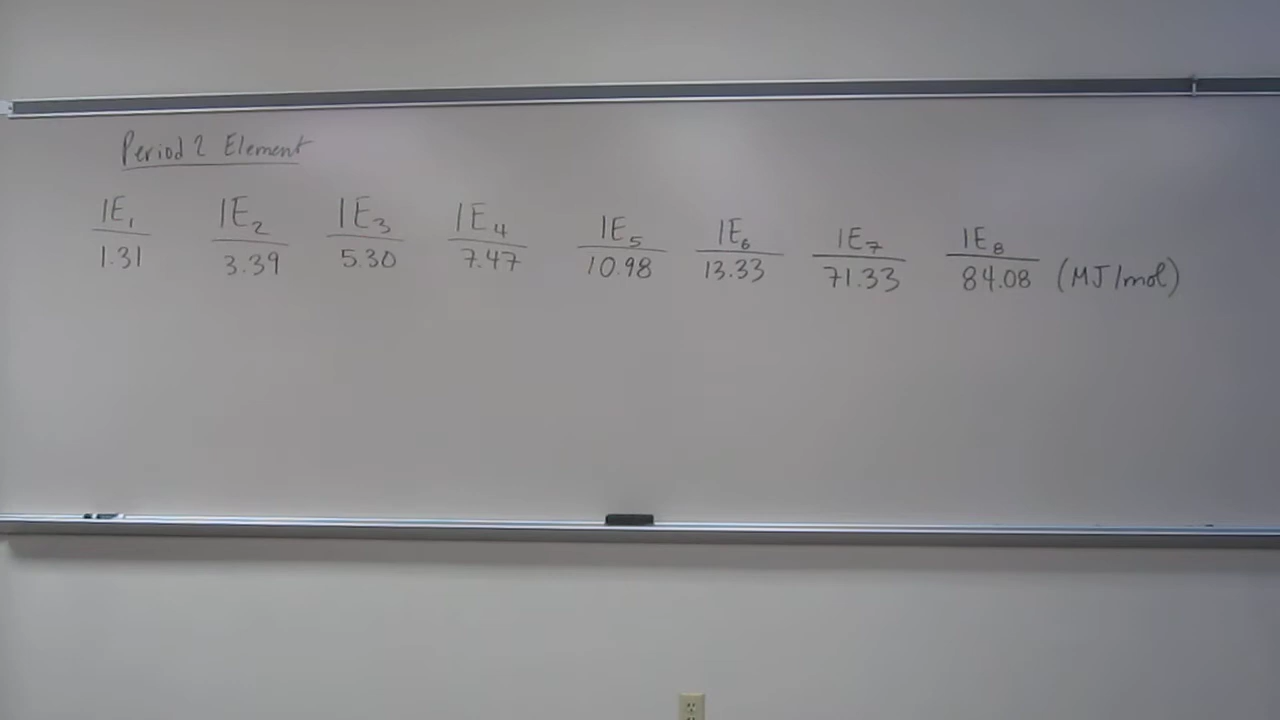 Period 2 Element
IE₁ IE₂ IE₃ IE₄ IE₅ IE₆ IE₇ IE₈
1.31 3.39 5.30 7.47 10.98 13.33 71.33 84.08 (MJ/mol)